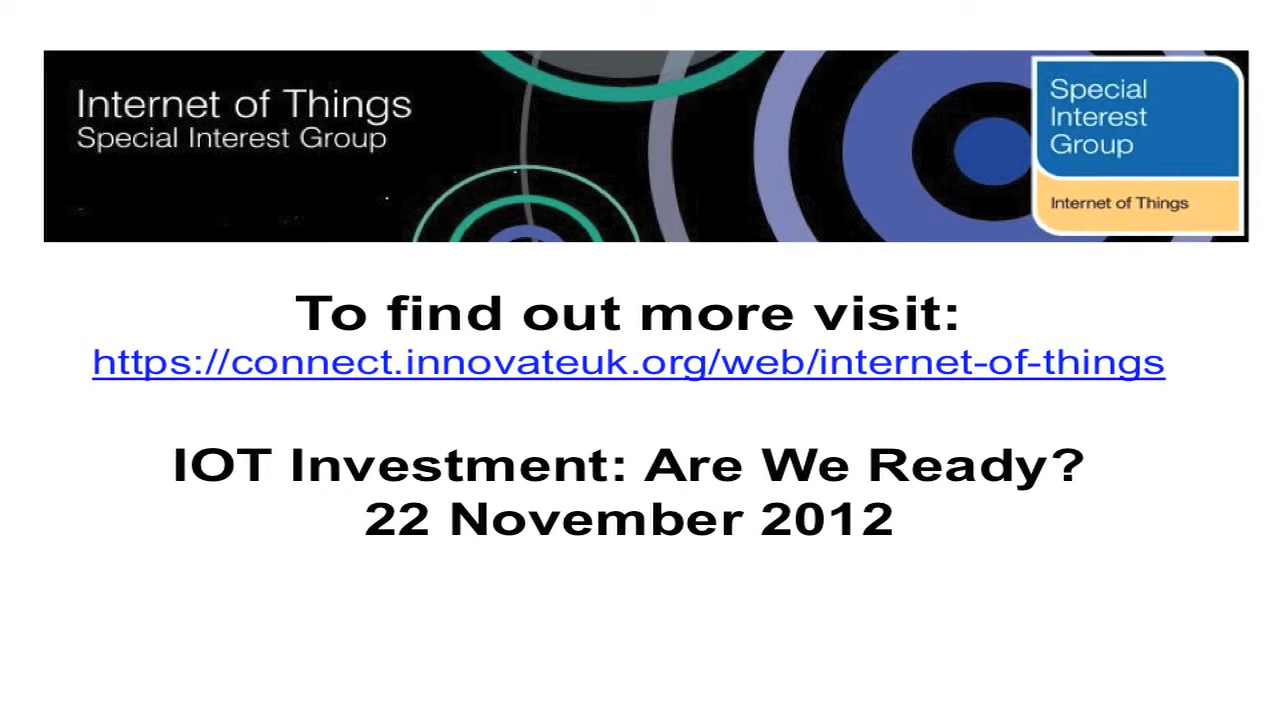 Internet of Things
Special Interest Group
Special
Interest
Group
Internet of Things
To find out more visit:
https://connect.innovateuk.org/web/internet-of-things
IOT Investment: Are We Ready?
22 November 2012